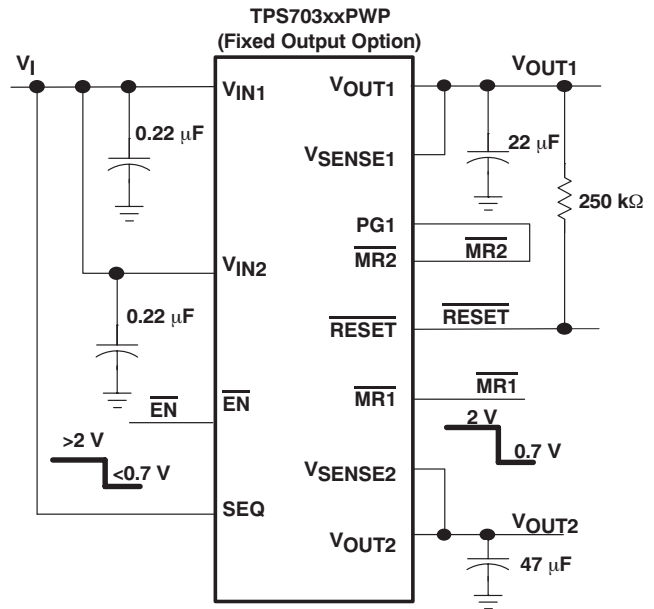 TPS703xxPWP
(Fixed Output Option)
VI
VIN1
VOUT1
VOUT1
0.22 μF
VSENSE1
22 μF
250 kΩ
PG1
MR2
MR2
VIN2
0.22 μF
RESET
RESET
EN
EN
MR1
MR1
>2 V
<0.7 V
2 V
0.7 V
VSENSE2
SEQ
VOUT2
VOUT2
47 μF